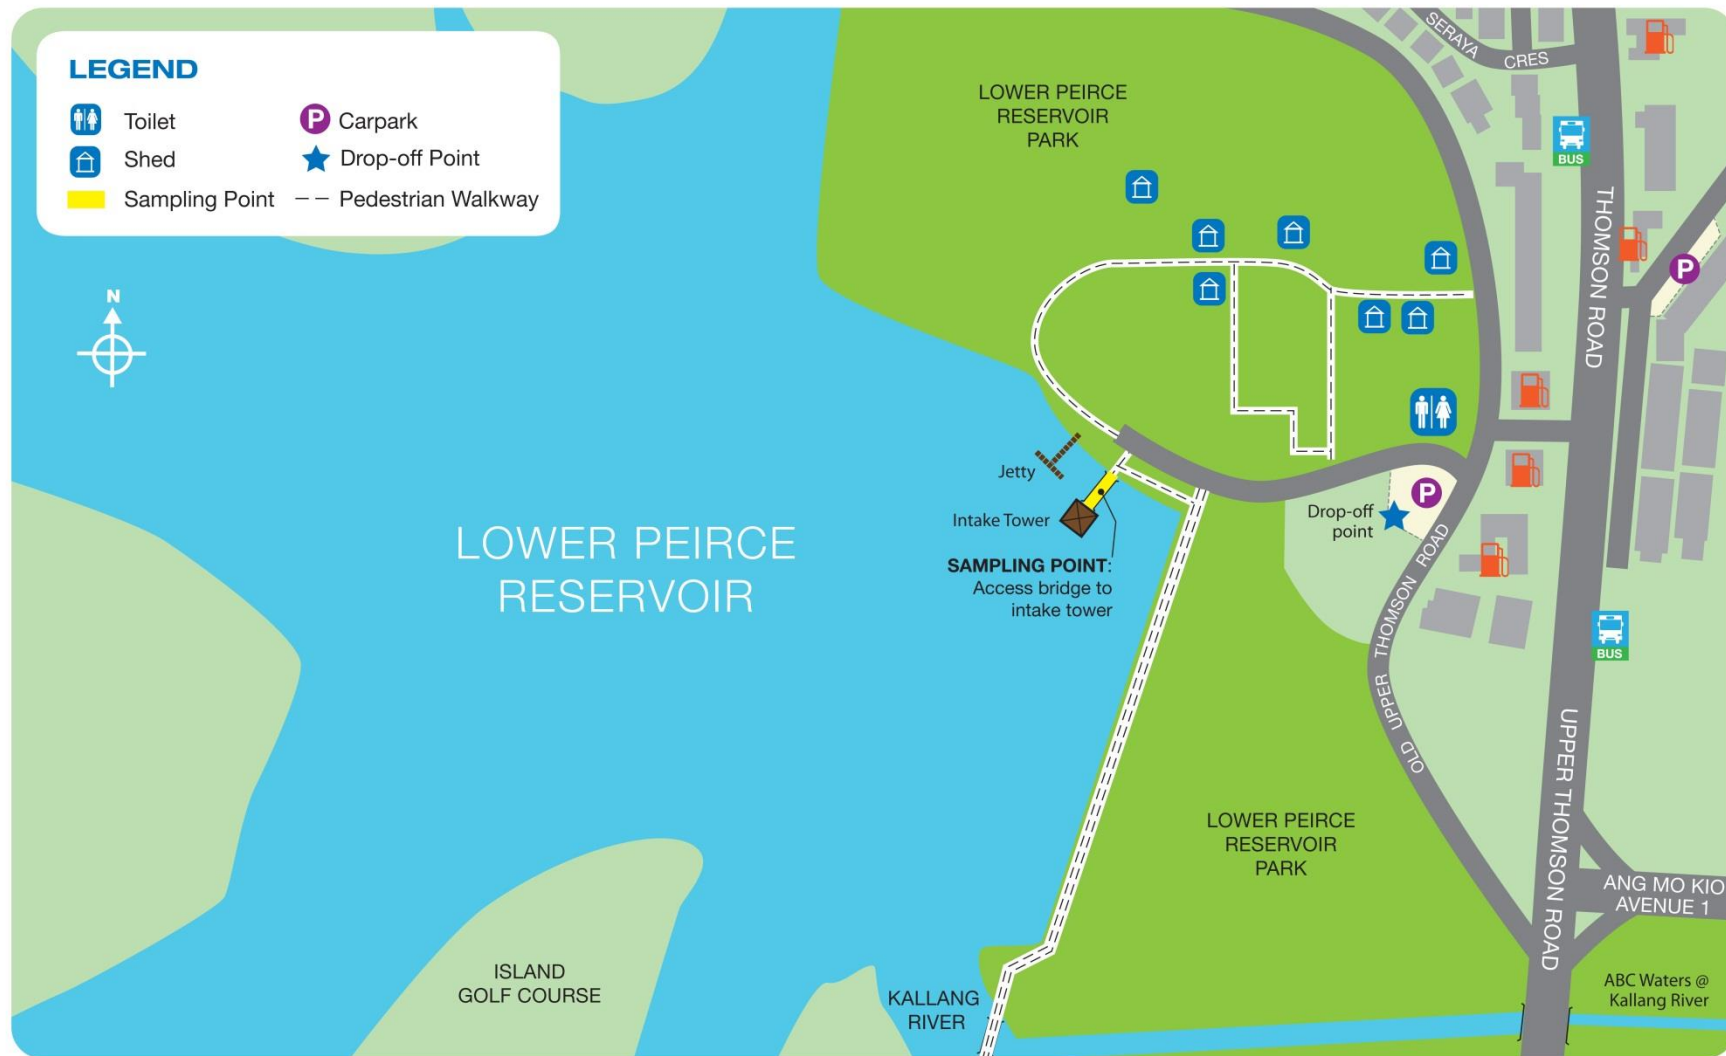 LEGEND
Toilet
Carpark
Shed
Drop-off Point
Sampling Point
Pedestrian Walkway
N
P
LOWER PEIRCE
RESERVOIR
PARK
SERAYA
CRES
BUS
THOMSON ROAD
P
Jetty
Intake Tower
SAMPLING POINT:
Access bridge to
intake tower
LOWER PEIRCE
RESERVOIR
Drop-off
point
P
OLD UPPER THOMSON ROAD
BUS
UPPER THOMSON ROAD
LOWER PEIRCE
RESERVOIR
PARK
ANG MO KIO
AVENUE 1
ISLAND
GOLF COURSE
KALLANG
RIVER
ABC Waters @
Kallang River